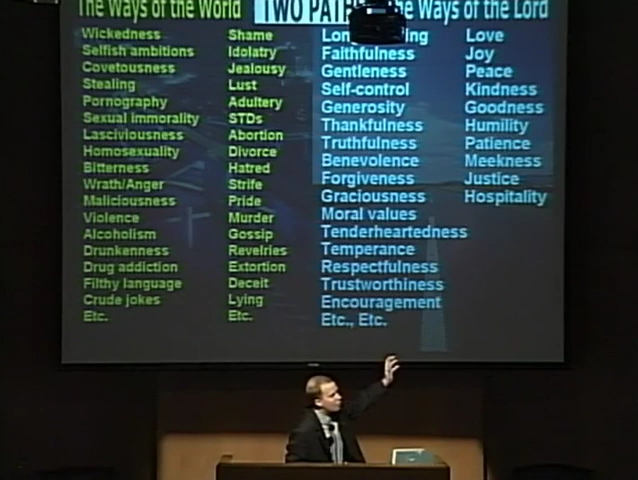 The Ways of the World
TWO PATHS
The Ways of the Lord
Wickedness
Selfish ambitions
Covetousness
Stealing
Pornography
Sexual immorality
Lasciviousness
Homosexuality
Bitterness
Wrath/Anger
Maliciousness
Violence
Alcoholism
Drunkenness
Drug addiction
Filthy language
Crude jokes
Etc.
Shame
Idolatry
Jealousy
Lust
Adultery
STDs
Abortion
Divorce
Hatred
Strife
Pride
Murder
Gossip
Revelries
Extortion
Deceit
Lying
Etc.
Faithfulness
Gentleness
Self-control
Generosity
Thankfulness
Truthfulness
Benevolence
Forgiveness
Graciousness
Moral values
Tenderheartedness
Temperance
Respectfulness
Trustworthiness
Encouragement
Etc., Etc.
Love
Joy
Peace
Kindness
Goodness
Humility
Patience
Meekness
Justice
Hospitality